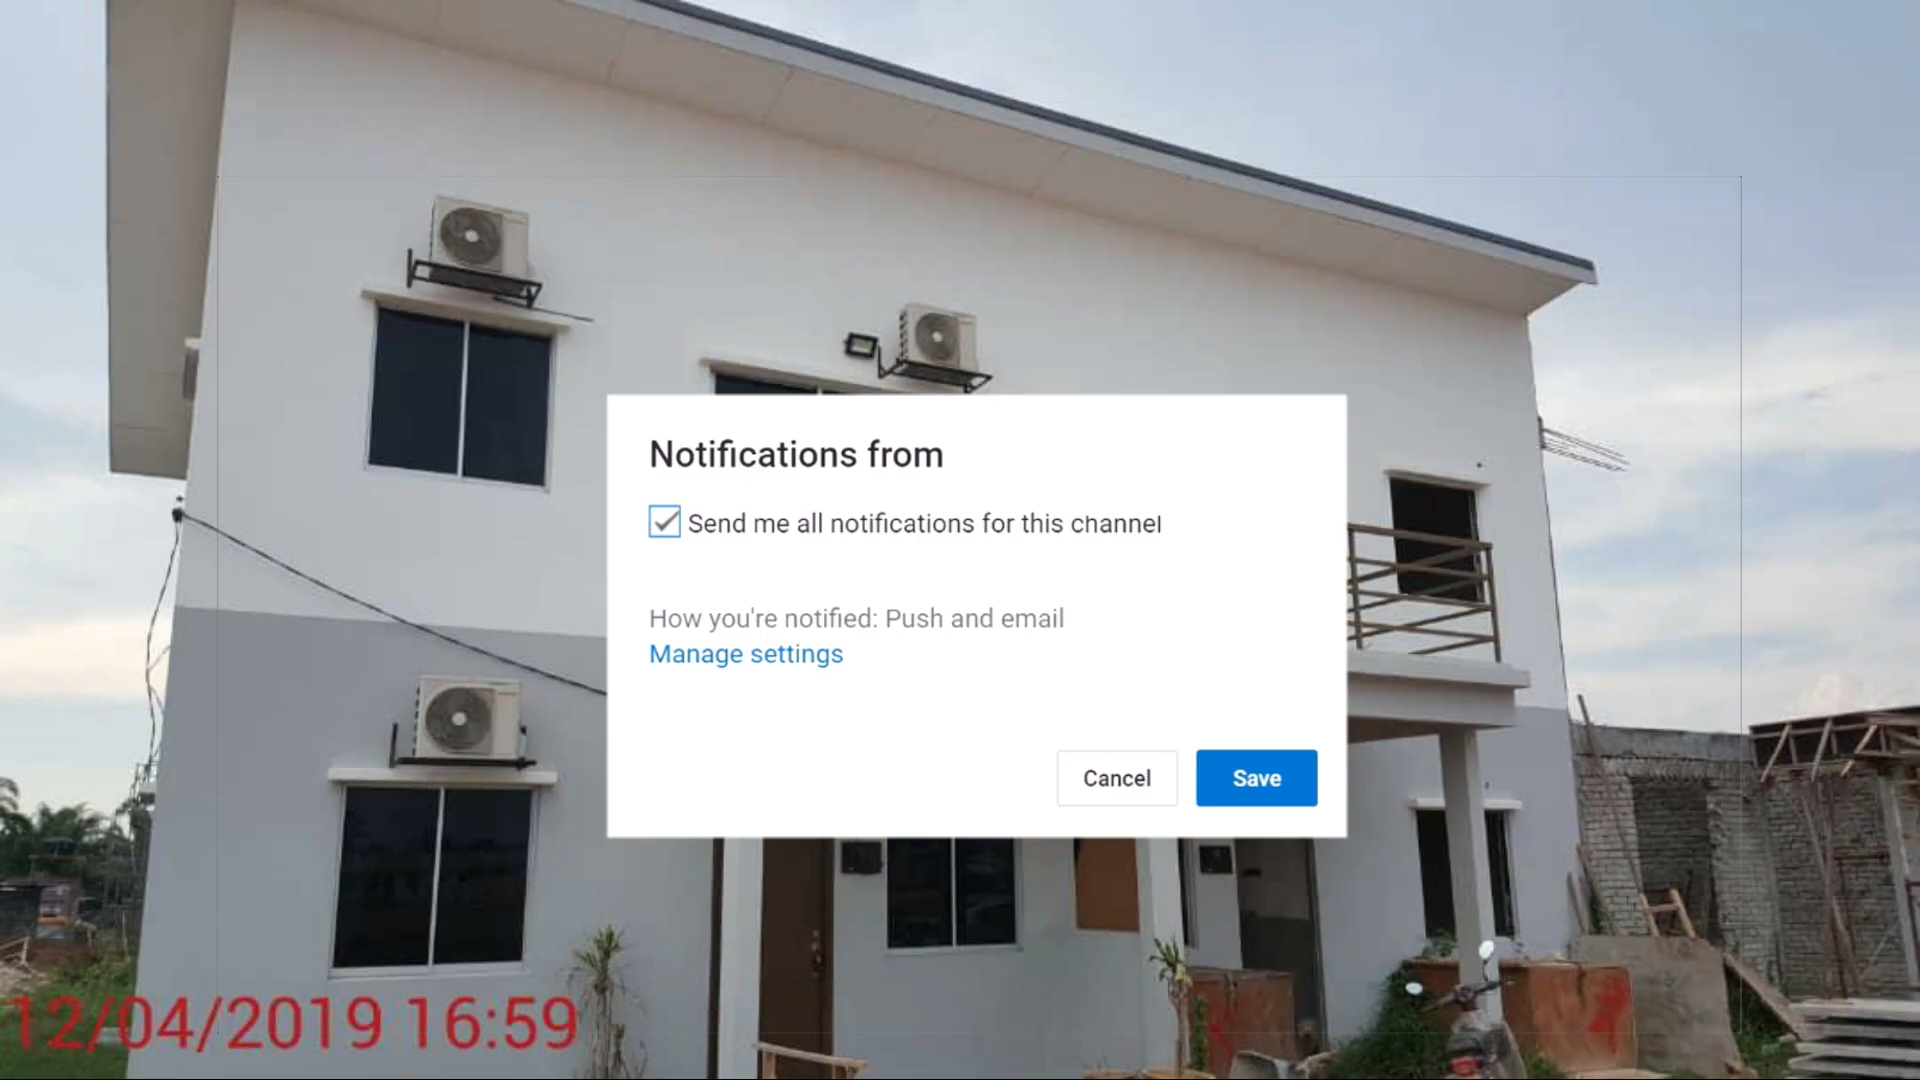 Notifications from
Send me all notifications for this channel
How you're notified: Push and email
Manage settings
Cancel
Save
12/04/2019 16:59